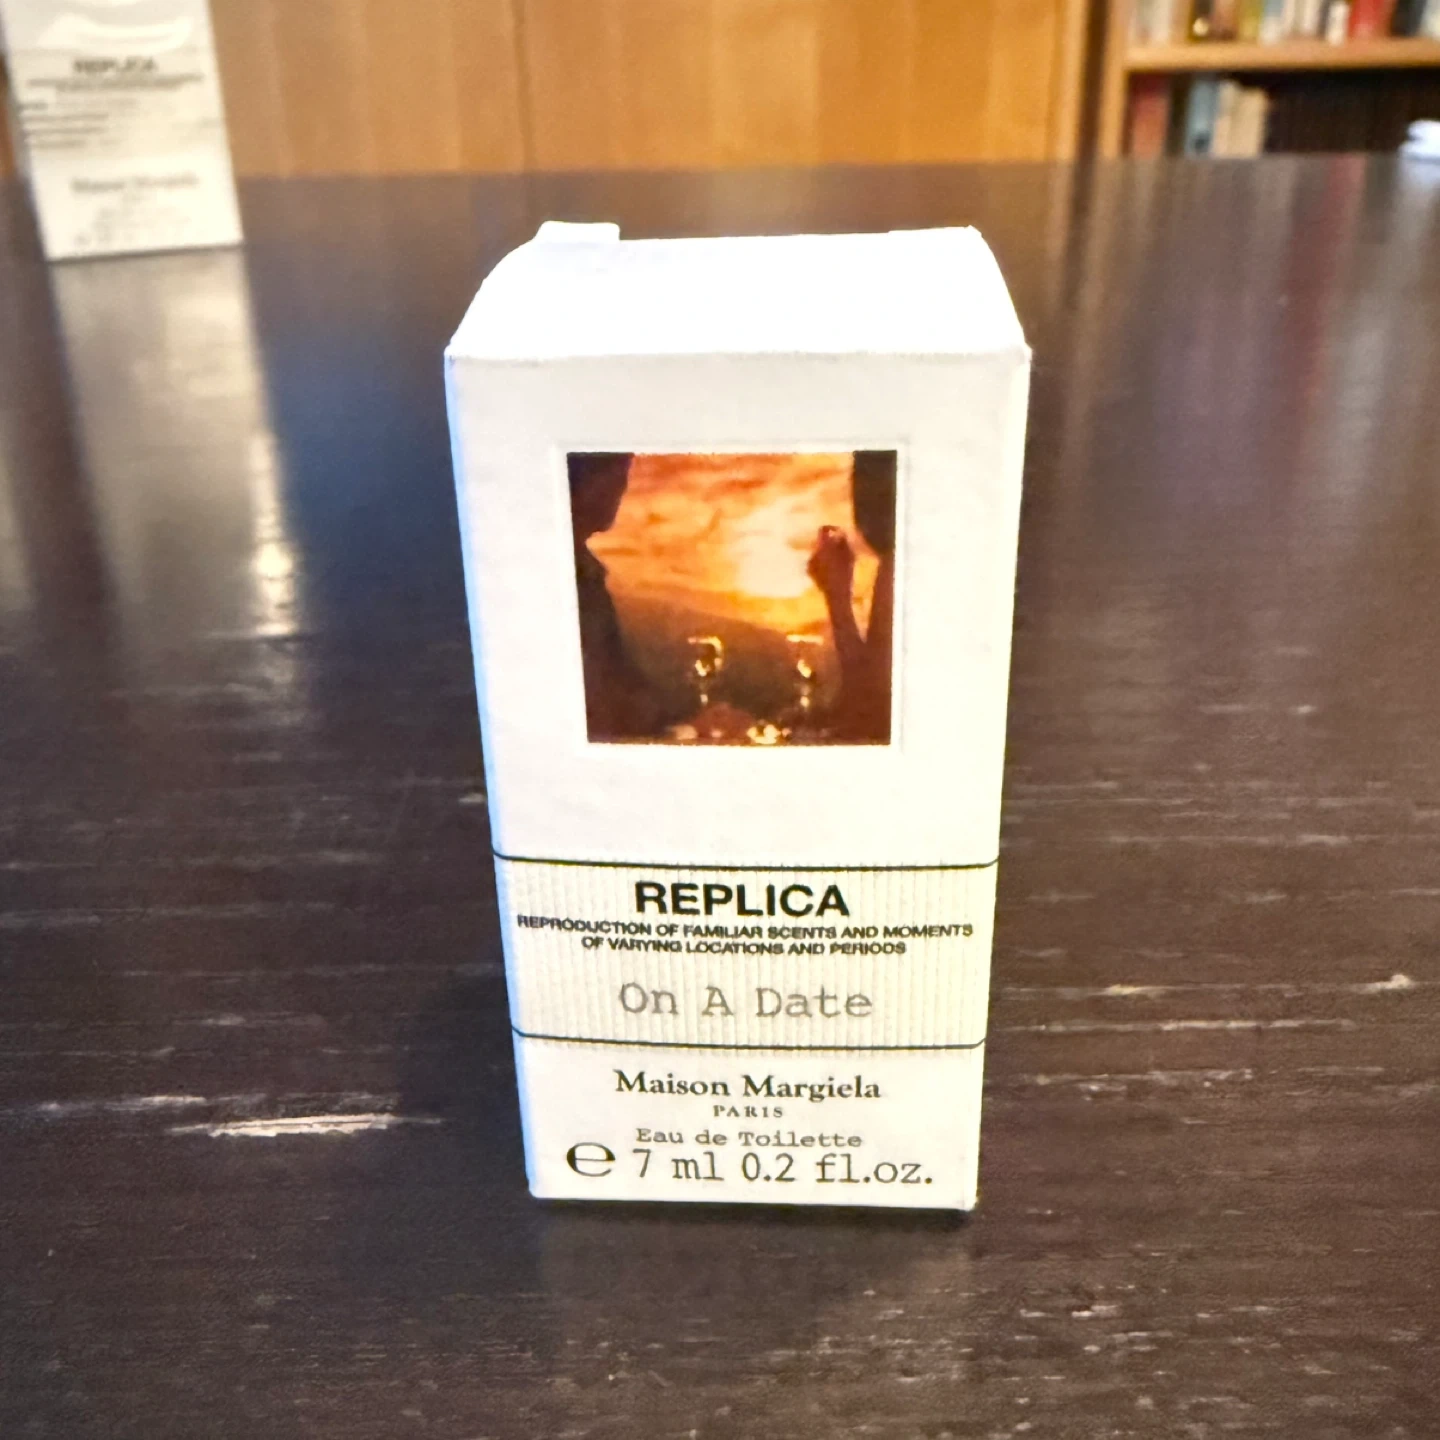 REPLICA
REPLICA
REPRODUCTION OF FAMILIAR SCENTS AND MOMENTS
OF VARYING LOCATIONS AND PERIODS
On A Date
Maison Margiela
PARIS
Eau de Toilette
℮ 7 ml 0.2 fl.oz.